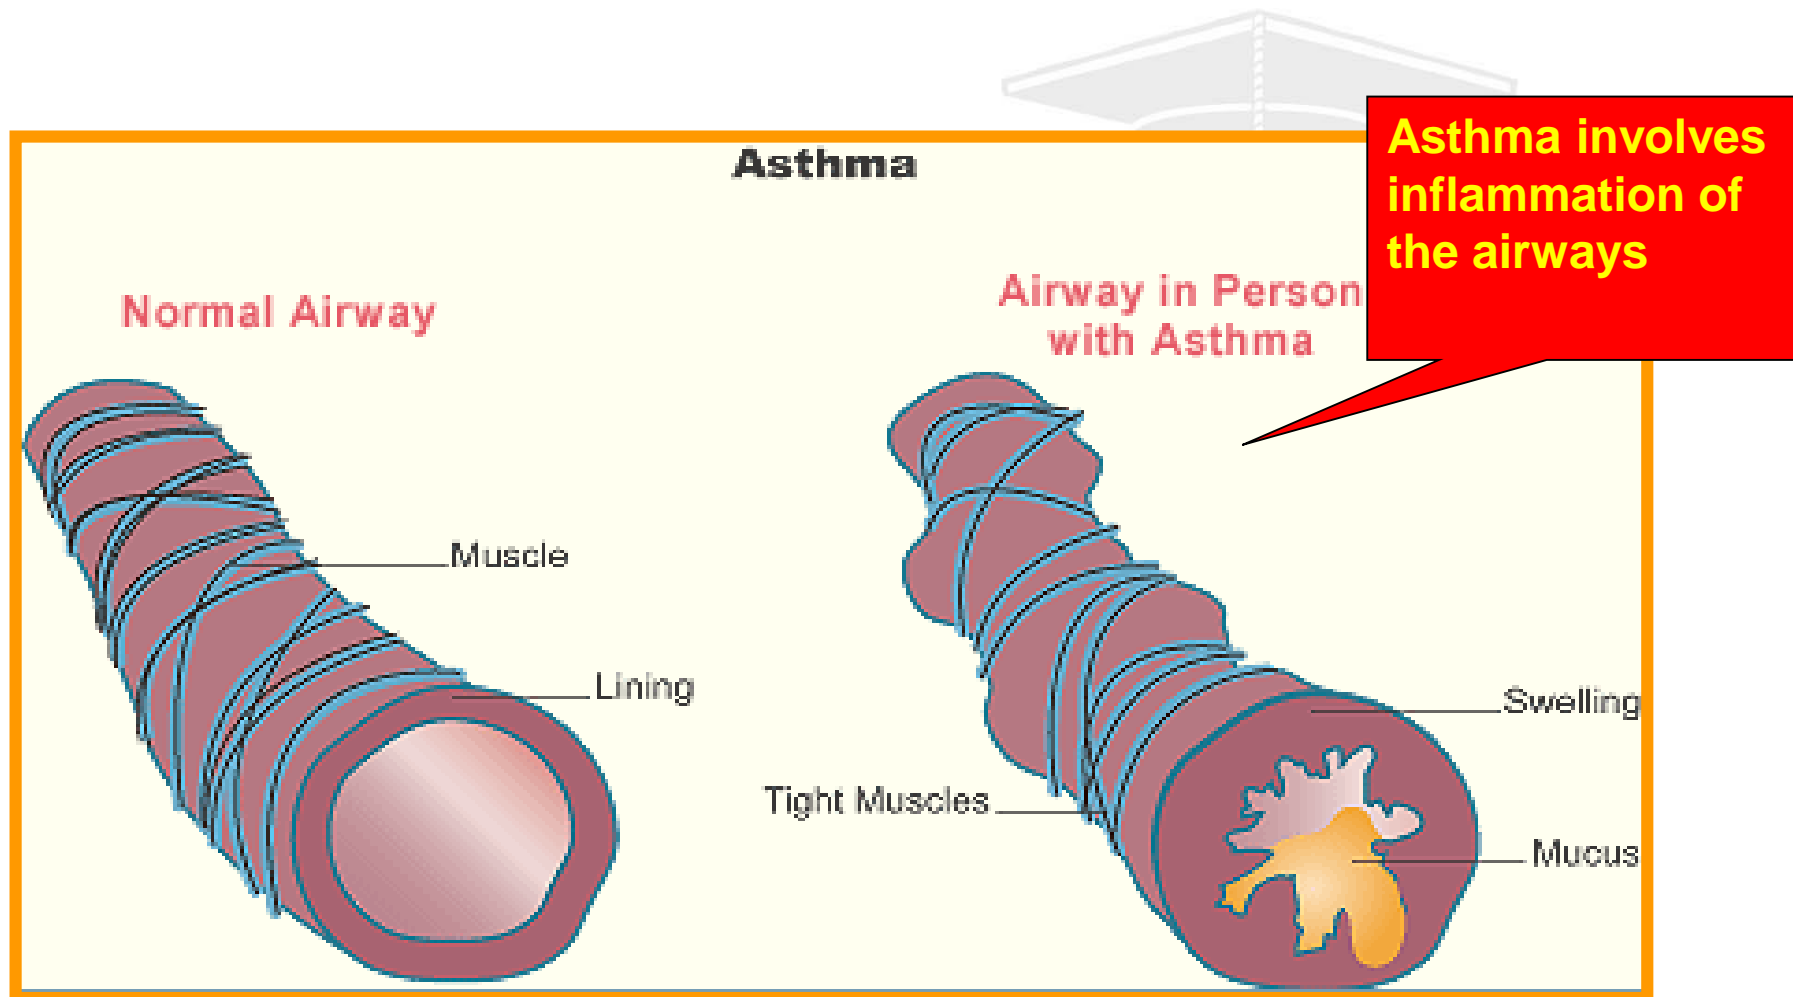 Asthma
Asthma involves
inflammation of
the airways
Normal Airway
Airway in Person
with Asthma
Muscle
Lining
Swelling
Tight Muscles
Mucus